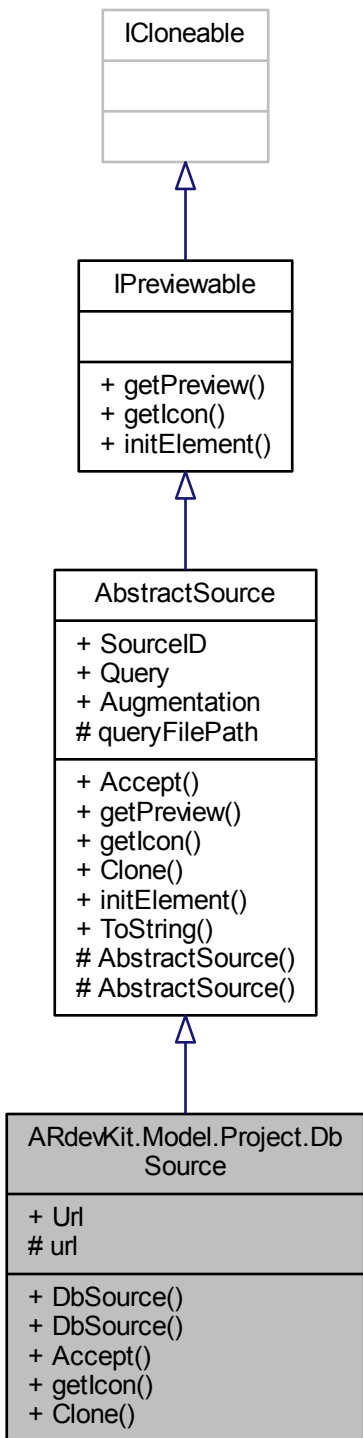 ICloneable
IPreviewable
+ getPreview()
+ getIcon()
+ initElement()
AbstractSource
+ SourceID
+ Query
+ Augmentation
# queryFilePath
+ Accept()
+ getPreview()
+ getIcon()
+ Clone()
+ initElement()
+ ToString()
# AbstractSource()
# AbstractSource()
ARdevKit.Model.Project.Db
Source
+ Url
# url
+ DbSource()
+ DbSource()
+ Accept()
+ getIcon()
+ Clone()